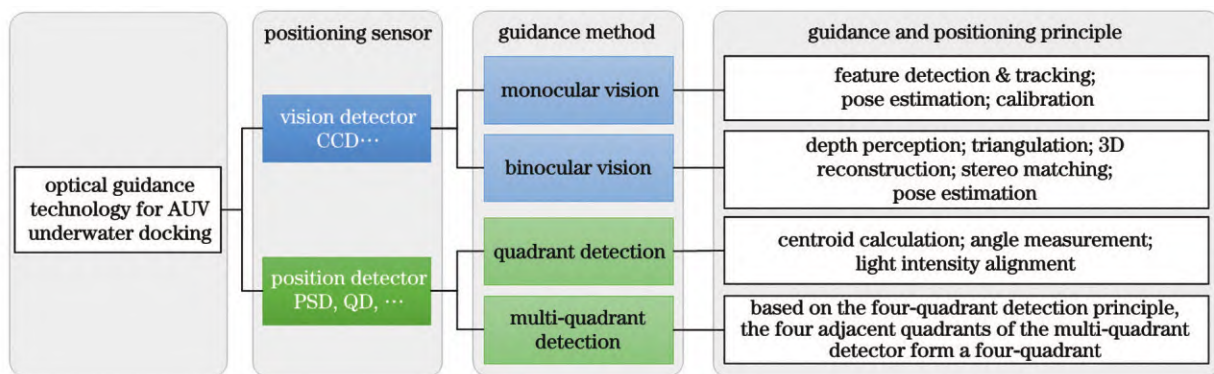 optical guidance
technology for AUV
underwater docking
positioning sensor
vision detector
CCD…
position detector
PSD, QD, …
guidance method
monocular vision
binocular vision
quadrant detection
multi-quadrant
detection
guidance and positioning principle
feature detection & tracking;
pose estimation; calibration
depth perception; triangulation; 3D
reconstruction; stereo matching;
pose estimation
centroid calculation; angle measurement;
light intensity alignment
based on the four-quadrant detection principle,
the four adjacent quadrants of the multi-quadrant
detector form a four-quadrant